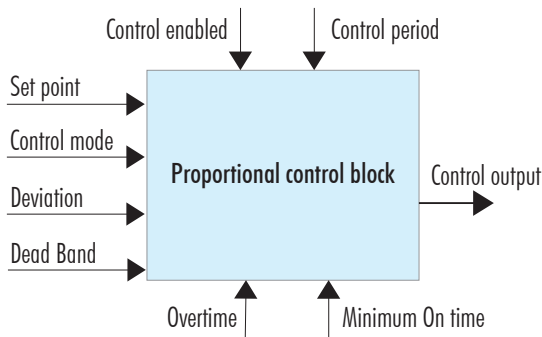 Control enabled
Control period
Set point
Control mode
Proportional control block
Control output
Deviation
Dead Band
Overtime
Minimum On time